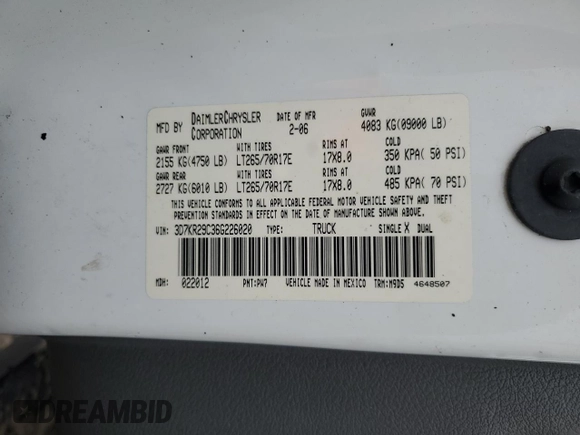 MFD BY DAIMLERCHRYSLER CORPORATION DATE OF MFR 2-06 GVWR 4083 KG(09000 LB)
GAWR FRONT WITH TIRES RIMS AT COLD
2155 KG(4750 LB) LT265/70R17E 17X8.0 350 KPA( 50 PSI)
GAWR REAR WITH TIRES RIMS AT COLD
2727 KG(6010 LB) LT265/70R17E 17X8.0 485 KPA( 70 PSI)
THIS VEHICLE CONFORMS TO ALL APPLICABLE FEDERAL MOTOR VEHICLE SAFETY AND THEFT
PREVENTION STANDARDS IN EFFECT ON THE DATE OF MANUFACTURE SHOWN ABOVE.
VIN: 3D7KR29C36G226020 TYPE: TRUCK SINGLE X DUAL
MDH: 022012 PNT:PW7 VEHICLE MADE IN MEXICO TRM:M9D5 4648507
DREAMBID